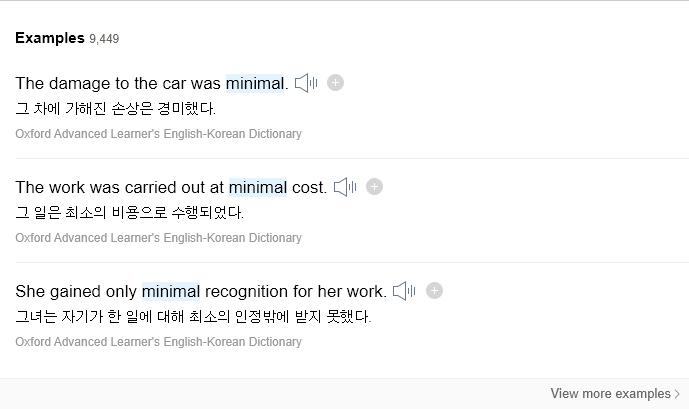 Examples 9,449
The damage to the car was minimal.
그 차에 가해진 손상은 경미했다.
Oxford Advanced Learner's English-Korean Dictionary
The work was carried out at minimal cost.
그 일은 최소의 비용으로 수행되었다.
Oxford Advanced Learner's English-Korean Dictionary
She gained only minimal recognition for her work.
그녀는 자기가 한 일에 대해 최소의 인정밖에 받지 못했다.
Oxford Advanced Learner's English-Korean Dictionary
View more examples